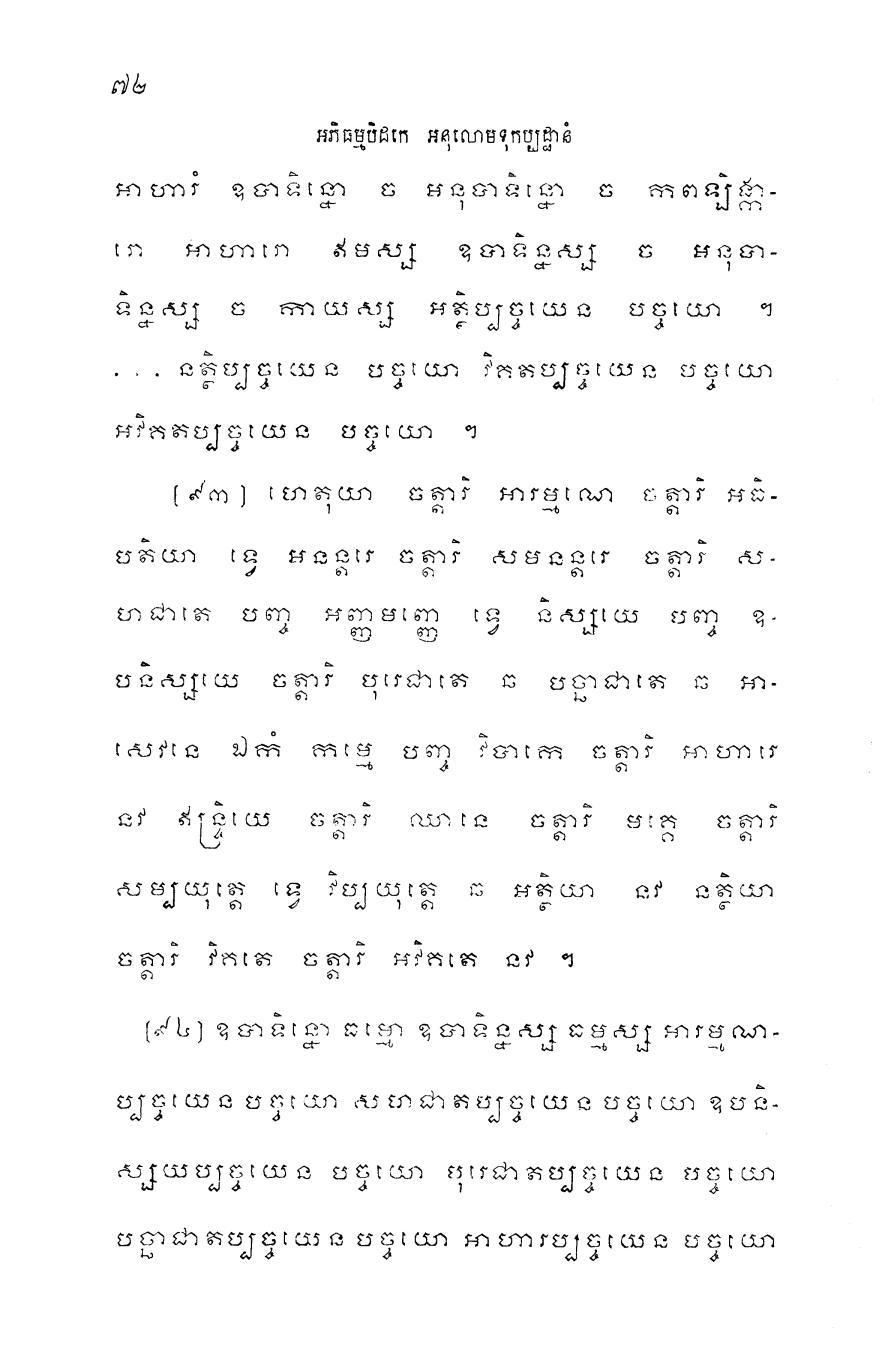 ៧២
អភិធម្មបិដកេ អនុលោមទុកប្បដ្ឋានំ
អាហារំ ឧបាទិន្នោ ច អនុបាទិន្នោ ច កពឡិង្កា-
រោ អាហារោ ឥមស្ស ឧបាទិន្នស្ស ច អនុបា-
ទិន្នស្ស ច កាយស្ស អត្ថិប្បច្ចយេន បច្ចយោ ។
... នត្ថិប្បច្ចយេន បច្ចយោ វិគតប្បច្ចយេន បច្ចយោ
អវិគតប្បច្ចយេន បច្ចយោ ។
[៩៣] ហេតុយា ចត្តារិ អារម្មណេ ចត្តារិ អធិ-
បតិយា ទ្វេ អនន្តរេ ចត្តារិ សមនន្តរេ ចត្តារិ ស-
ហជាតេ បញ្ច អញ្ញមញ្ញេ ទ្វេ និស្សយេ បញ្ច ឧ-
បនិស្សយេ ចត្តារិ បុរេជាតេ ឆ បច្ឆាជាតេ ឆ អា-
សេវនេ ឯកំ កម្មេ បញ្ច វិបាកេ ចត្តារិ អាហារេ
នវ ឥន្ទ្រិយេ ចត្តារិ ឈានេ ចត្តារិ មគ្គេ ចត្តារិ
សម្បយុត្តេ ទ្វេ វិប្បយុត្តេ ឆ អត្ថិយា នវ នត្ថិយា
ចត្តារិ វិគតេ ចត្តារិ អវិគតេ នវ ។
[៩៤] ឧបាទិន្នោ ធម្មោ ឧបាទិន្នស្ស ធម្មស្ស អារម្មណ-
ប្បច្ចយេន បច្ចយោ សហជាតប្បច្ចយេន បច្ចយោ ឧបនិ-
ស្សយប្បច្ចយេន បច្ចយោ បុរេជាតប្បច្ចយេន បច្ចយោ
បច្ឆាជាតប្បច្ចយេន បច្ចយោ អាហារប្បច្ចយេន បច្ចយោ